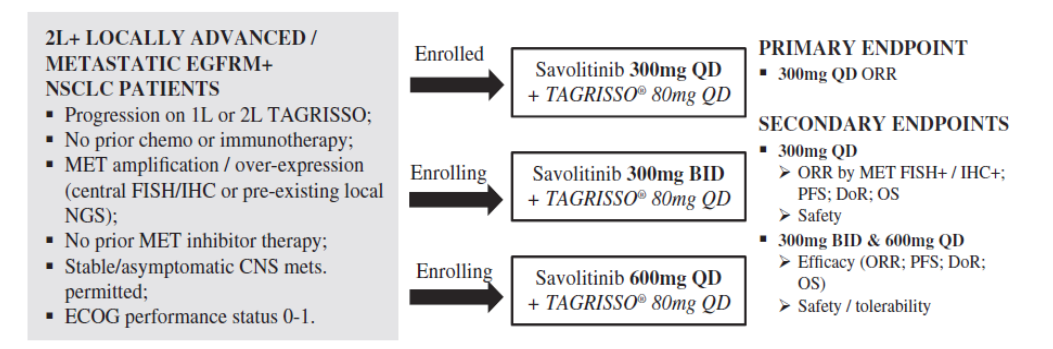 2L+ LOCALLY ADVANCED /
METASTATIC EGFRM+
NSCLC PATIENTS
▪ Progression on 1L or 2L TAGRISSO;
▪ No prior chemo or immunotherapy;
▪ MET amplification / over-expression
(central FISH/IHC or pre-existing local
NGS);
▪ No prior MET inhibitor therapy;
▪ Stable/asymptomatic CNS mets.
permitted;
▪ ECOG performance status 0-1.
Enrolled
Savolitinib 300mg QD
+ TAGRISSO® 80mg QD
Enrolling
Savolitinib 300mg BID
+ TAGRISSO® 80mg QD
Enrolling
Savolitinib 600mg QD
+ TAGRISSO® 80mg QD
PRIMARY ENDPOINT
▪ 300mg QD ORR
SECONDARY ENDPOINTS
▪ 300mg QD
➢ ORR by MET FISH+ / IHC+;
PFS; DoR; OS
➢ Safety
▪ 300mg BID & 600mg QD
➢ Efficacy (ORR; PFS; DoR;
OS)
➢ Safety / tolerability